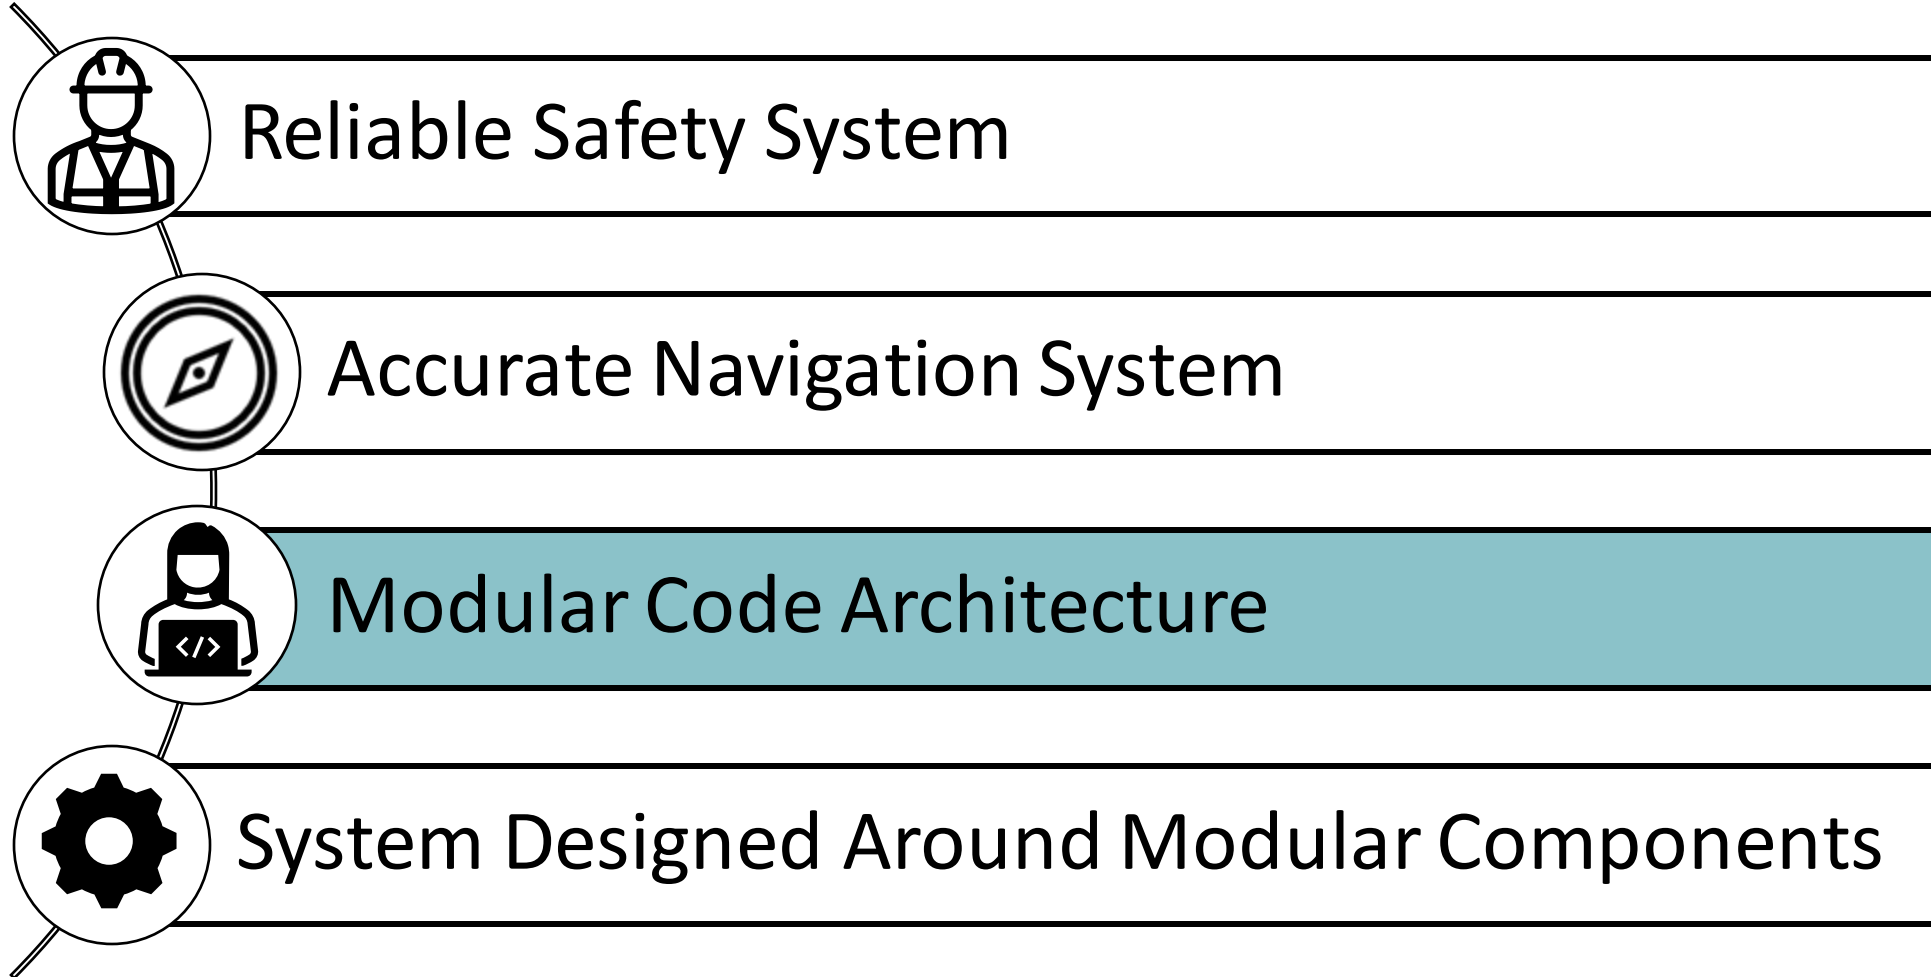 Reliable Safety System
Accurate Navigation System
Modular Code Architecture
</>
System Designed Around Modular Components